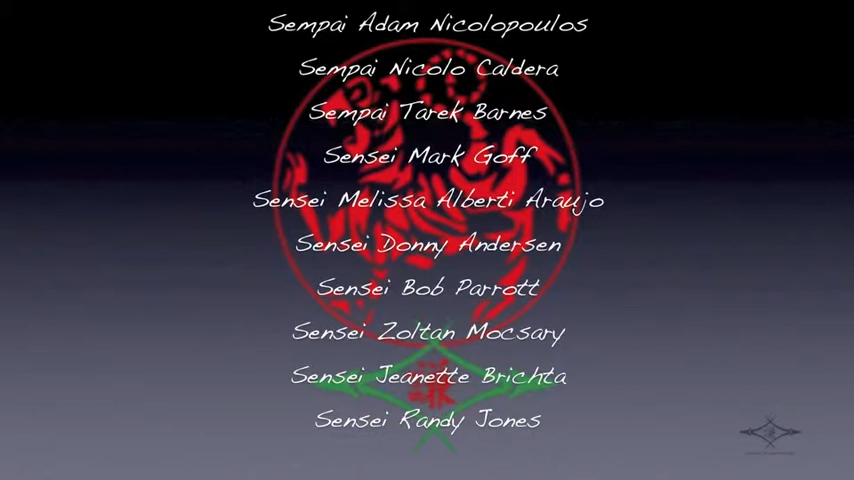 Sempai Adam Nicolopoulos
Sempai Nicolo Caldera
Sempai Tarek Barnes
Sensei Mark Goff
Sensei Melissa Alberti Araujo
Sensei Donny Andersen
Sensei Bob Parrott
Sensei Zoltan Mocsary
Sensei Jeanette Brichta
Sensei Randy Jones